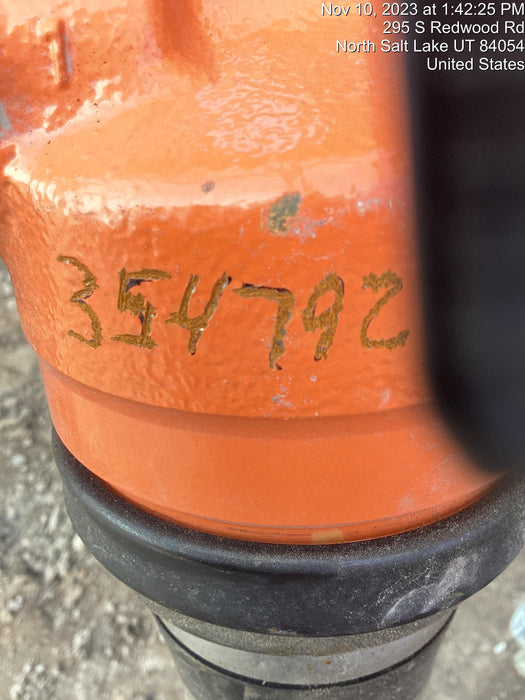 Nov 10, 2023 at 1:42:25 PM
295 S Redwood Rd
North Salt Lake UT 84054
United States
354792